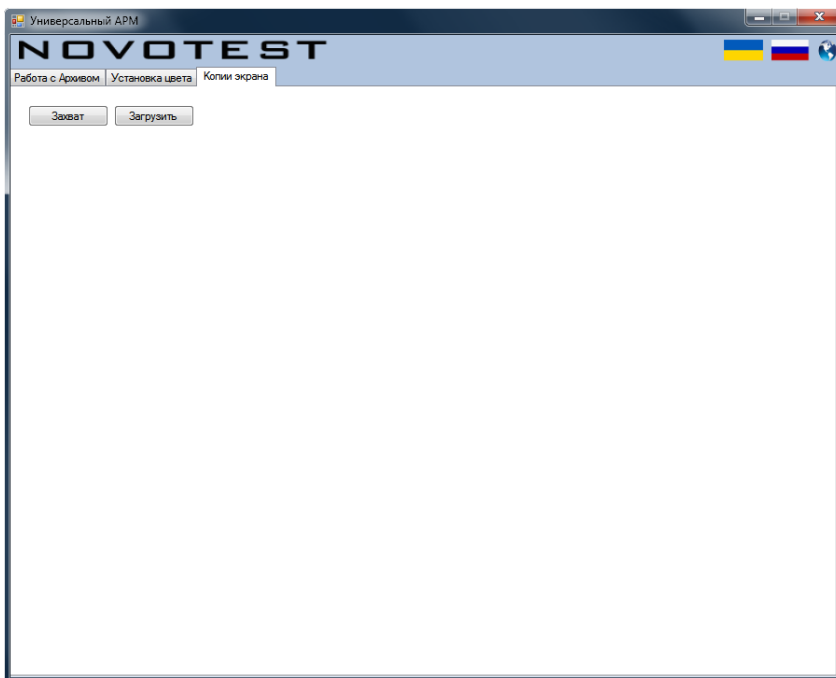 Универсальный АРМ
NOVOTEST
Работа с Архивом Установка цвета Копии экрана
Захват Загрузить